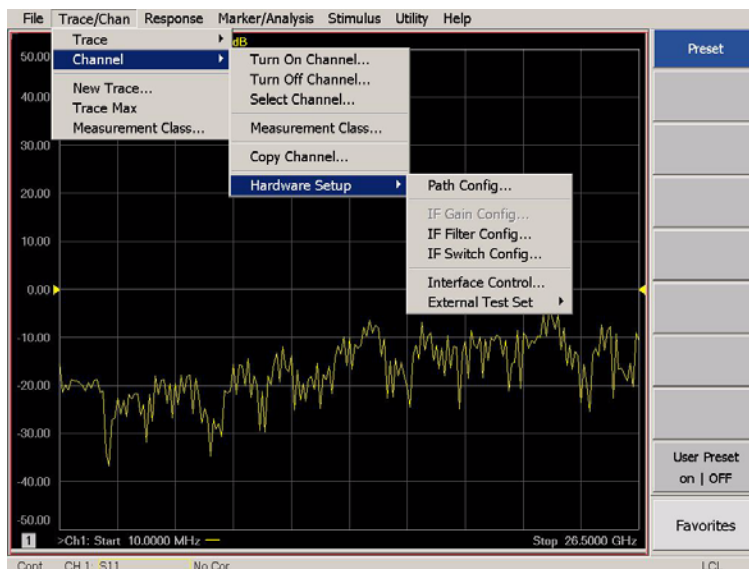 File Trace/Chan Response Marker/Analysis Stimulus Utility Help
Trace
Channel
New Trace...
Trace Max
Measurement Class...
dB
Turn On Channel...
Turn Off Channel...
Select Channel...
Measurement Class...
Copy Channel...
Hardware Setup
Path Config...
IF Gain Config...
IF Filter Config...
IF Switch Config...
Interface Control...
External Test Set
50.00
40.00
30.00
20.00
10.00
0.00
-10.00
-20.00
-30.00
-40.00
-50.00
1 >Ch1: Start 10.0000 MHz
Stop 26.5000 GHz
Preset
User Preset
on | OFF
Favorites
Cont. CH 1: S11 No Cor LCL